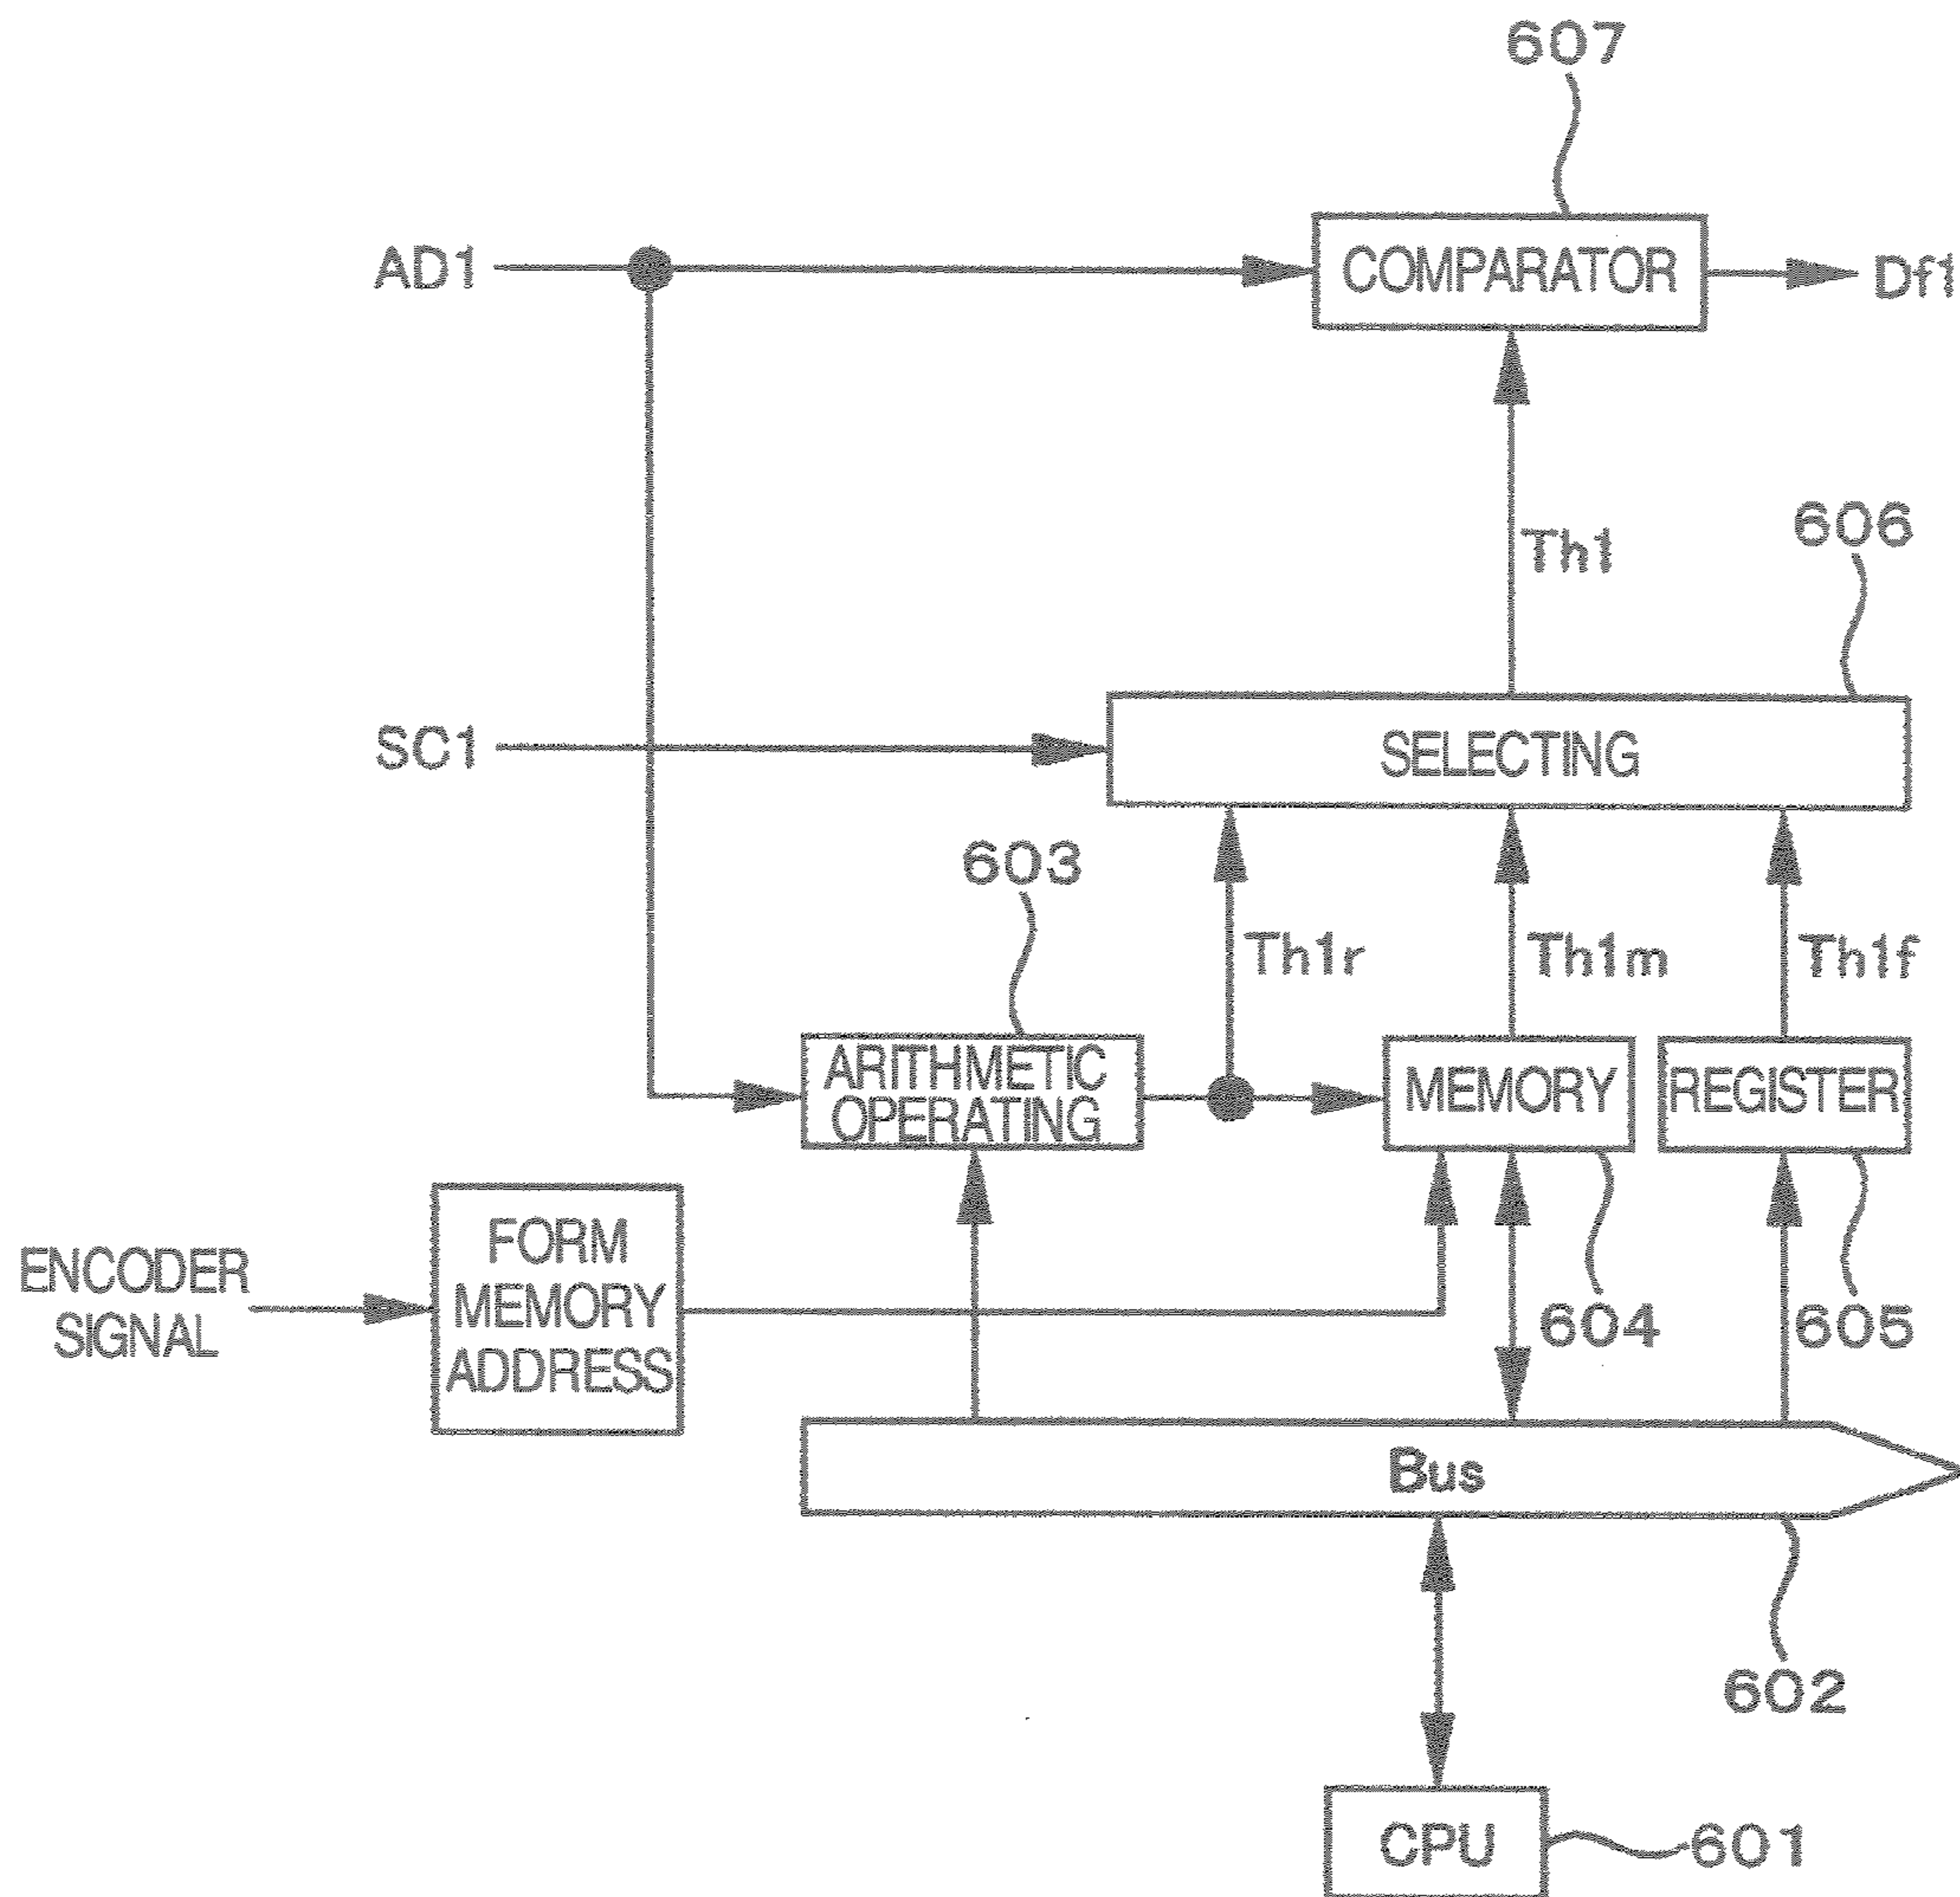 607
AD1
COMPARATOR
Df1
Th1
606
SC1
SELECTING
603
Th1r
Th1m
Th1f
ARITHMETIC
OPERATING
MEMORY
REGISTER
ENCODER
SIGNAL
FORM
MEMORY
ADDRESS
604
605
Bus
602
CPU
601